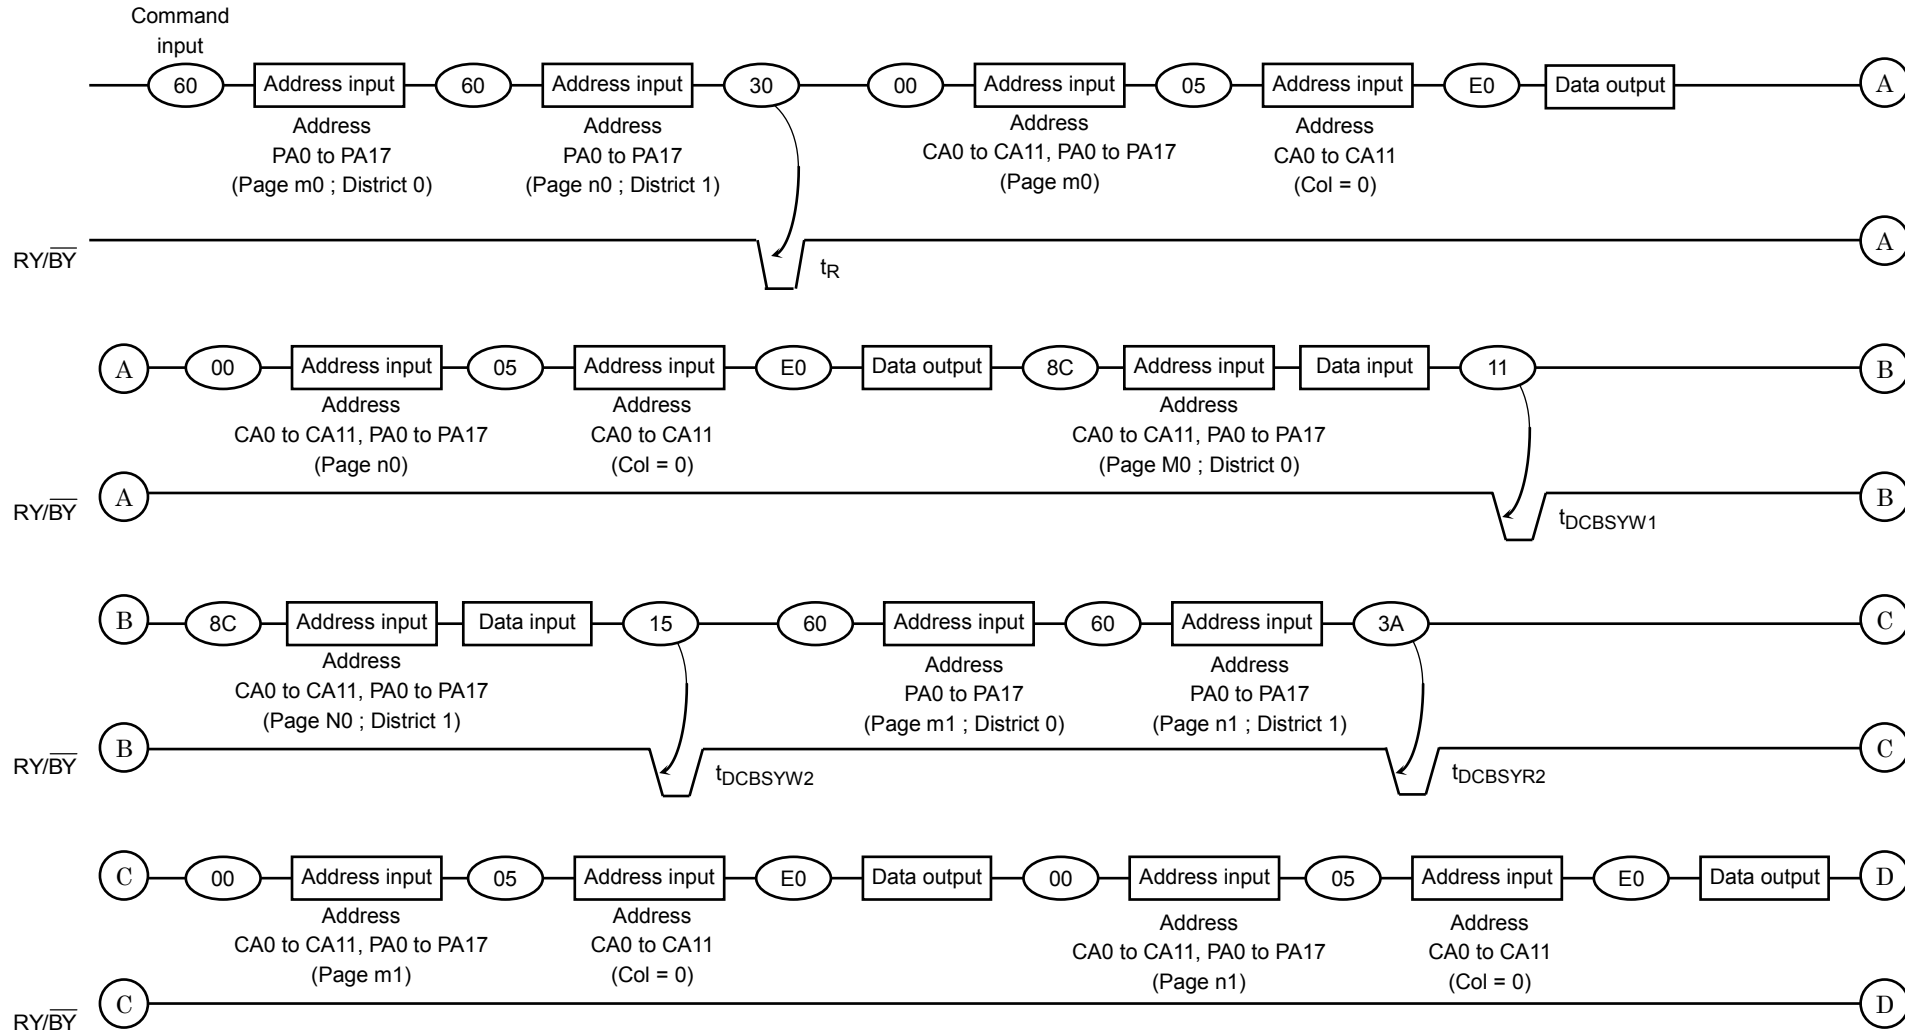 Command
input
60 Address input 60 Address input 30 00 Address input 05 Address input E0 Data output A
Address
PA0 to PA17
(Page m0 ; District 0)
Address
PA0 to PA17
(Page n0 ; District 1)
Address
CA0 to CA11, PA0 to PA17
(Page m0)
Address
CA0 to CA11
(Col = 0)
RY/BY tR A
A 00 Address input 05 Address input E0 Data output 8C Address input Data input 11 B
Address
CA0 to CA11, PA0 to PA17
(Page n0)
Address
CA0 to CA11
(Col = 0)
Address
CA0 to CA11, PA0 to PA17
(Page M0 ; District 0)
RY/BY A tDCBSYW1 B
B 8C Address input Data input 15 60 Address input 60 Address input 3A C
Address
CA0 to CA11, PA0 to PA17
(Page N0 ; District 1)
Address
PA0 to PA17
(Page m1 ; District 0)
Address
PA0 to PA17
(Page n1 ; District 1)
RY/BY B tDCBSYW2 tDCBSYR2 C
C 00 Address input 05 Address input E0 Data output 00 Address input 05 Address input E0 Data output D
Address
CA0 to CA11, PA0 to PA17
(Page m1)
Address
CA0 to CA11
(Col = 0)
Address
CA0 to CA11, PA0 to PA17
(Page n1)
Address
CA0 to CA11
(Col = 0)
RY/BY C D